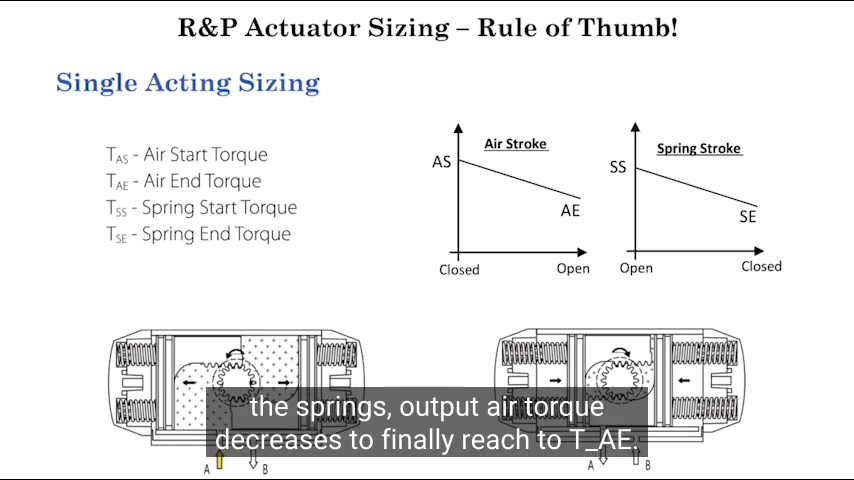 R&P Actuator Sizing – Rule of Thumb!
Single Acting Sizing
T_AS - Air Start Torque
T_AE - Air End Torque
T_SS - Spring Start Torque
T_SE - Spring End Torque
Air Stroke
AS
AE
Closed Open
Spring Stroke
SS
SE
Open Closed
the springs, output air torque
decreases to finally reach to T_AE.
A B
A B